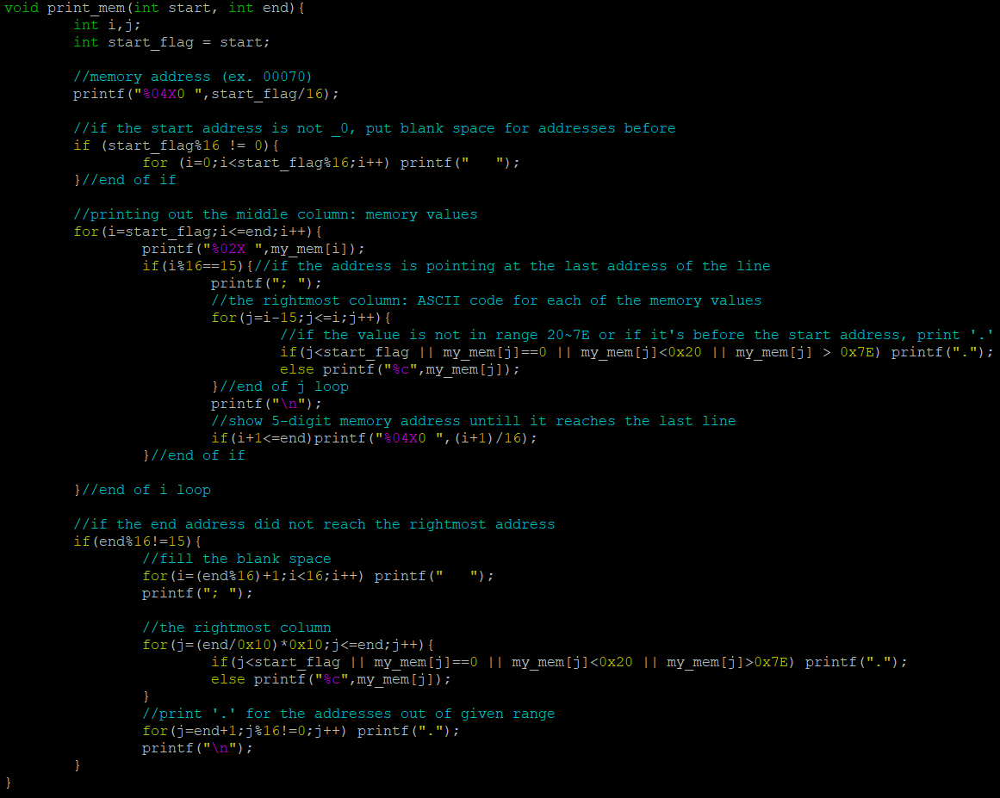 void print_mem(int start, int end){
        int i,j;
        int start_flag = start;

        //memory address (ex. 00070)
        printf("%04X0 ",start_flag/16);

        //if the start address is not _0, put blank space for addresses before
        if (start_flag%16 != 0){
                for (i=0;i<start_flag%16;i++) printf("   ");
        }//end of if

        //printing out the middle column: memory values
        for(i=start_flag;i<=end;i++){
                printf("%02X ",my_mem[i]);
                if(i%16==15){//if the address is pointing at the last address of the line
                        printf("; ");
                        //the rightmost column: ASCII code for each of the memory values
                        for(j=i-15;j<=i;j++){
                                //if the value is not in range 20~7E or if it's before the start address, print '.'
                                if(j<start_flag || my_mem[j]==0 || my_mem[j]<0x20 || my_mem[j] > 0x7E) printf(".");
                                else printf("%c",my_mem[j]);
                        }//end of j loop
                        printf("\n");
                        //show 5-digit memory address untill it reaches the last line
                        if(i+1<=end)printf("%04X0 ",(i+1)/16);
                }//end of if

        }//end of i loop

        //if the end address did not reach the rightmost address
        if(end%16!=15){
                //fill the blank space
                for(i=(end%16)+1;i<16;i++) printf("   ");
                printf("; ");

                //the rightmost column
                for(j=(end/0x10)*0x10;j<=end;j++){
                        if(j<start_flag || my_mem[j]==0 || my_mem[j]<0x20 || my_mem[j]>0x7E) printf(".");
                        else printf("%c",my_mem[j]);
                }
                //print '.' for the addresses out of given range
                for(j=end+1;j%16!=0;j++) printf(".");
                printf("\n");
        }
}